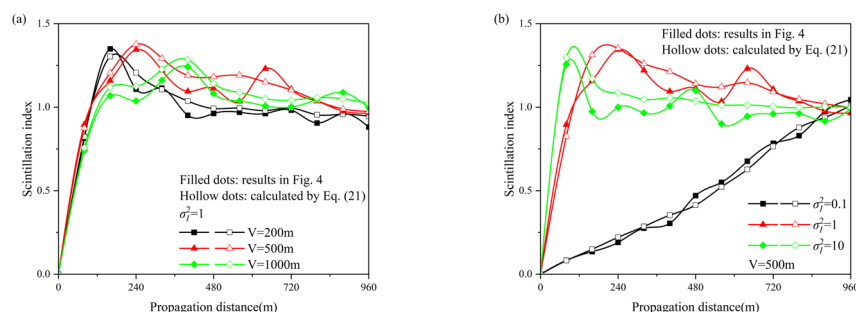 (a)
Scintillation index
1.5
1.0
0.5
0.0
0
240
480
720
960
Propagation distance(m)
Filled dots: results in Fig. 4
Hollow dots: calculated by Eq. (21)
σ_I^2=1
V=200m
V=500m
V=1000m
(b)
Scintillation index
1.5
1.0
0.5
0.0
0
240
480
720
960
Propagation distance(m)
Filled dots: results in Fig. 4
Hollow dots: calculated by Eq. (21)
σ_I^2=0.1
σ_I^2=1
σ_I^2=10
V=500m